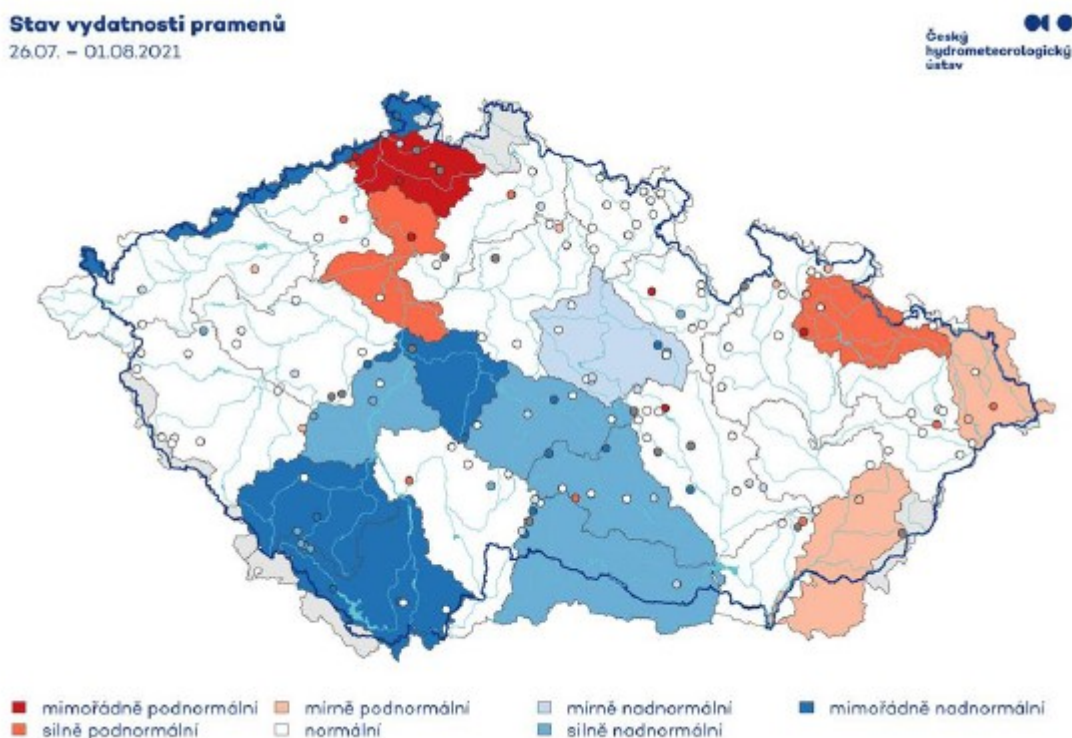 Stav vydatnosti pramenů
26.07. – 01.08.2021
Český
hydrometeorologický
ústav
mimořádně podnormální
mírně podnormální
mírně nadnormální
mimořádně nadnormální
silně podnormální
normální
silně nadnormální